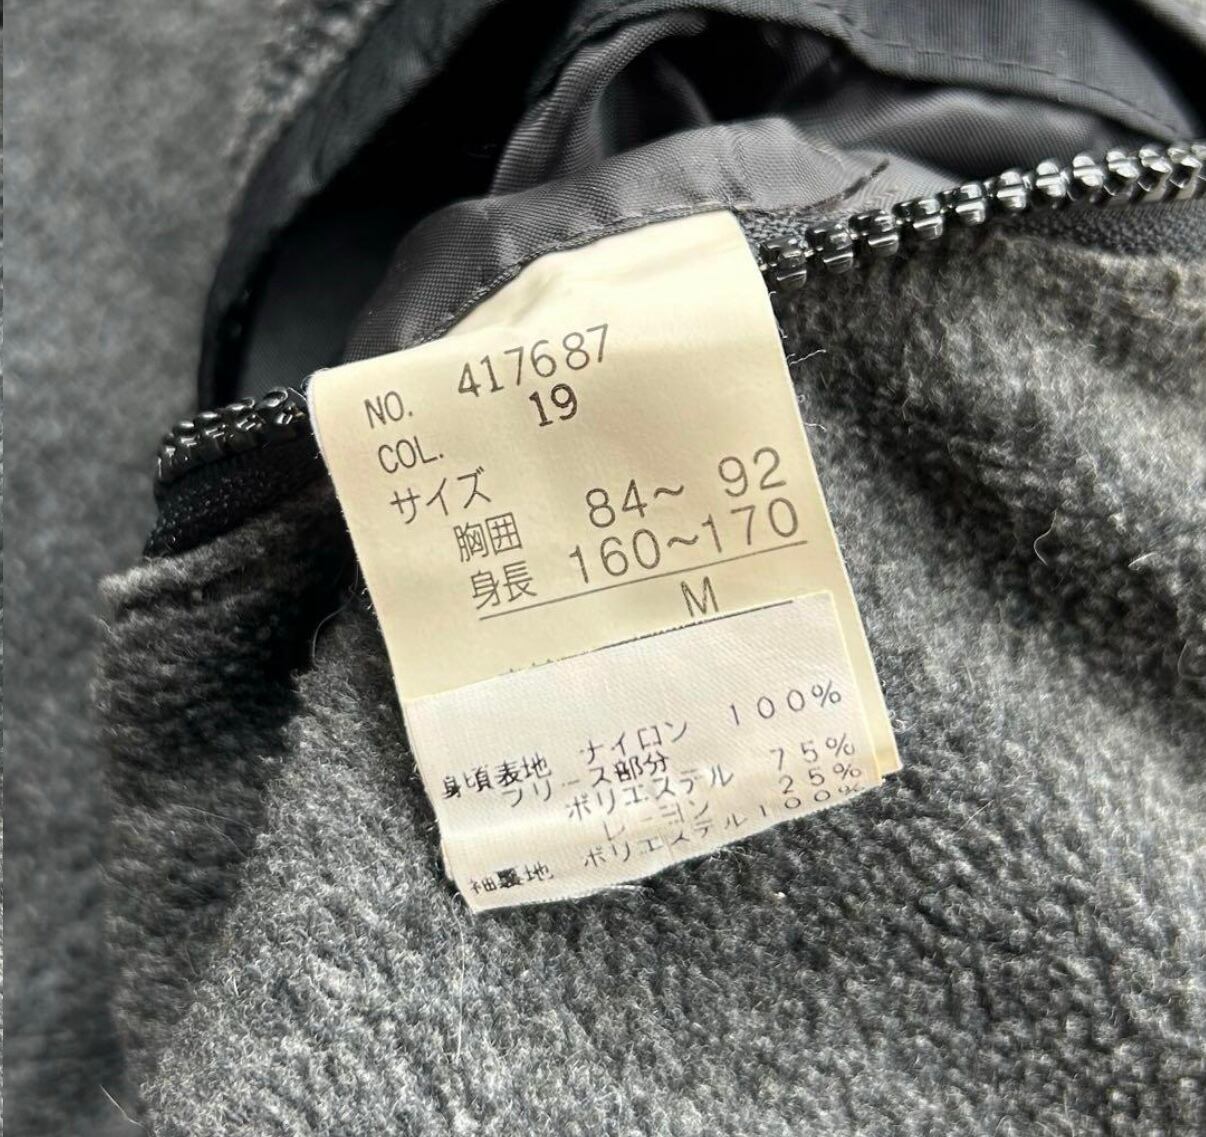 NO. 417687
COL. 19
サイズ
胸囲 84~ 92
身長 160~170
M
身頃表地 ナイロン 100%
フリース部分
ポリエステル 75%
レーヨン 25%
袖裏地 ポリエステル 100%